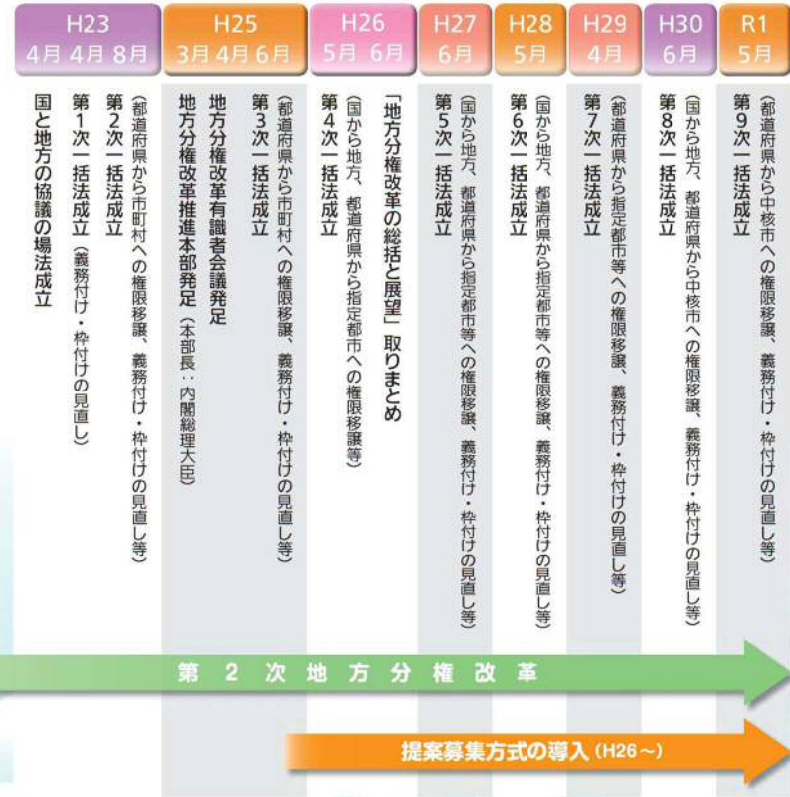 H23
4月 4月 8月
国と地方の協議の場法成立
第1次一括法成立（義務付け・枠付けの見直し）
第2次一括法成立
（都道府県から市町村への権限移譲、義務付け・枠付けの見直し等）
H25
3月 4月 6月
地方分権改革推進本部発足（本部長：内閣総理大臣）
地方分権改革有識者会議発足
第3次一括法成立
（都道府県から市町村への権限移譲、義務付け・枠付けの見直し等）
H26
5月 6月
第4次一括法成立
（国から地方、都道府県から指定都市への権限移譲等）
「地方分権改革の総括と展望」取りまとめ
H27
6月
第5次一括法成立
（国から地方、都道府県から指定都市等への権限移譲、義務付け・枠付けの見直し等）
H28
5月
第6次一括法成立
（国から地方、都道府県から指定都市等への権限移譲、義務付け・枠付けの見直し等）
H29
4月
第7次一括法成立
（都道府県から指定都市等への権限移譲、義務付け・枠付けの見直し等）
H30
6月
第8次一括法成立
（国から地方、都道府県から中核市への権限移譲、義務付け・枠付けの見直し等）
R1
5月
第9次一括法成立
（都道府県から中核市への権限移譲、義務付け・枠付けの見直し等）
第2次地方分権改革
提案募集方式の導入（H26～）